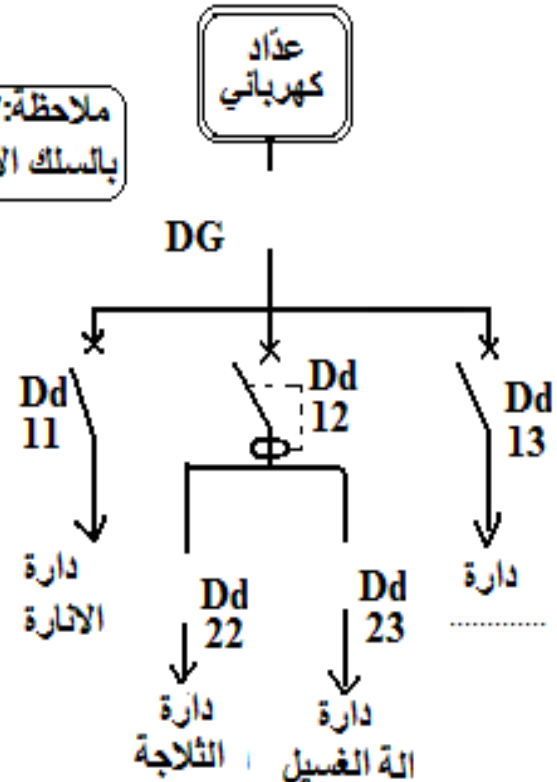 عدّاد
كهربائي
ملاحظة:
بالسلك
DG
Dd
11
Dd
12
Dd
13
دارة
الانارة
Dd
22
Dd
23
دارة
............
دارة
الثلاجة
دارة
الة الغسيل